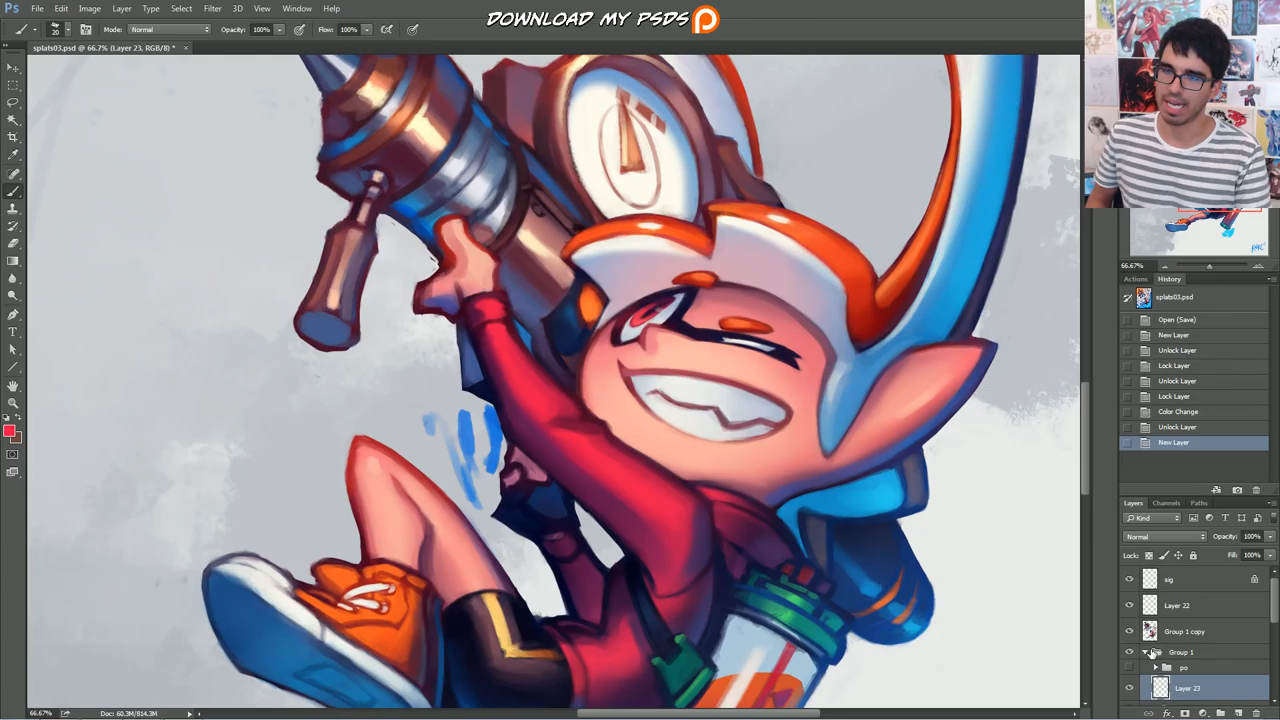 DOWNLOAD MY PSDS
Ps File Edit Image Layer Type Select Filter 3D View Window Help
20 Mode: Normal Opacity: 100% Flow: 100%
splats03.psd @ 66.7% (Layer 23, RGB/8) * ×
66.67%
Actions History
splats03.psd
Open (Save)
New Layer
Unlock Layer
Lock Layer
Unlock Layer
Lock Layer
Color Change
Unlock Layer
New Layer
Layers Channels Paths
Kind
Normal Opacity: 100%
Lock: Fill: 100%
sig
Layer 22
Group 1 copy
Group 1
po
Layer 23
66.67% Doc: 60.3M/814.3M